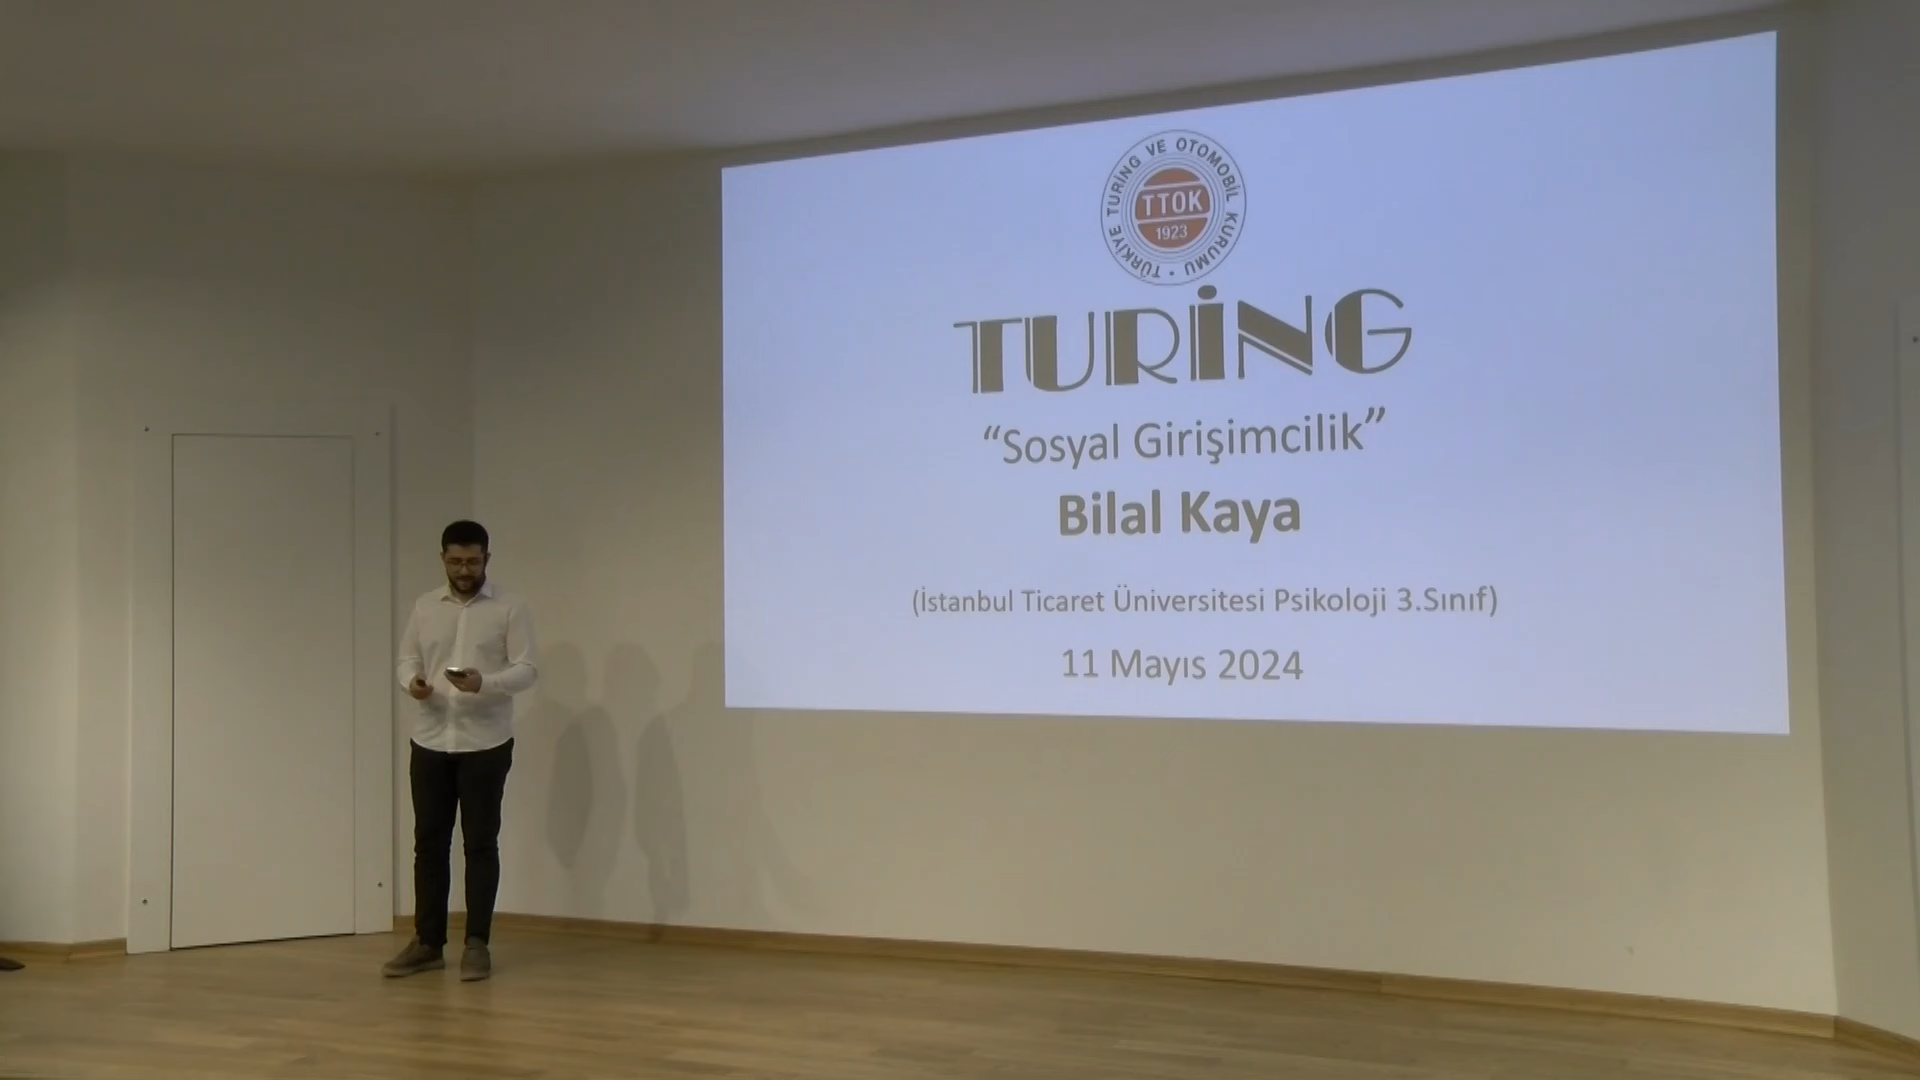 TÜRKİYE TURİNG VE OTOMOBİL KURUMU •
TTOK
1923
TURİNG
“Sosyal Girişimcilik”
Bilal Kaya
(İstanbul Ticaret Üniversitesi Psikoloji 3.Sınıf)
11 Mayıs 2024